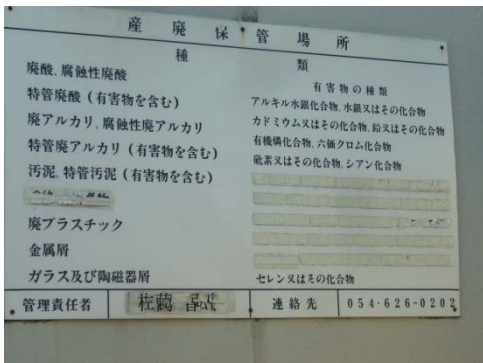 産廃保管場所
種類
廃酸、腐蝕性廃酸
特管廃酸（有害物を含む）
廃アルカリ、腐蝕性廃アルカリ
特管廃アルカリ（有害物を含む）
汚泥、特管汚泥（有害物を含む）
廃プラスチック
金属屑
ガラス及び陶磁器屑
有害物の種類
アルキル水銀化合物、水銀又はその化合物
カドミウム又はその化合物、鉛又はその化合物
有機燐化合物、六価クロム化合物
砒素又はその化合物、シアン化合物
セレン又はその化合物
管理責任者 佐藤
連絡先 054-626-0202